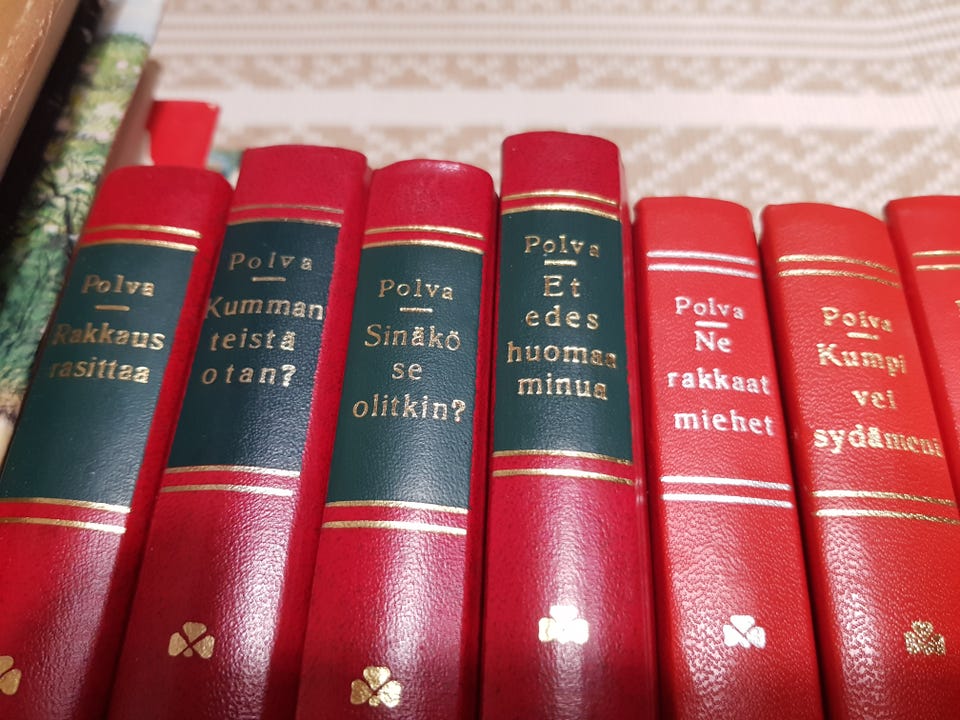 Polva
Rakkaus
rasittaa
Polva
Kumman
teistä
otan?
Polva
Sinäkö
se
olitkin?
Polva
Et
edes
huomaa
minua
Polva
Ne
rakkaat
miehet
Polva
Kumpi
vei
sydämeni